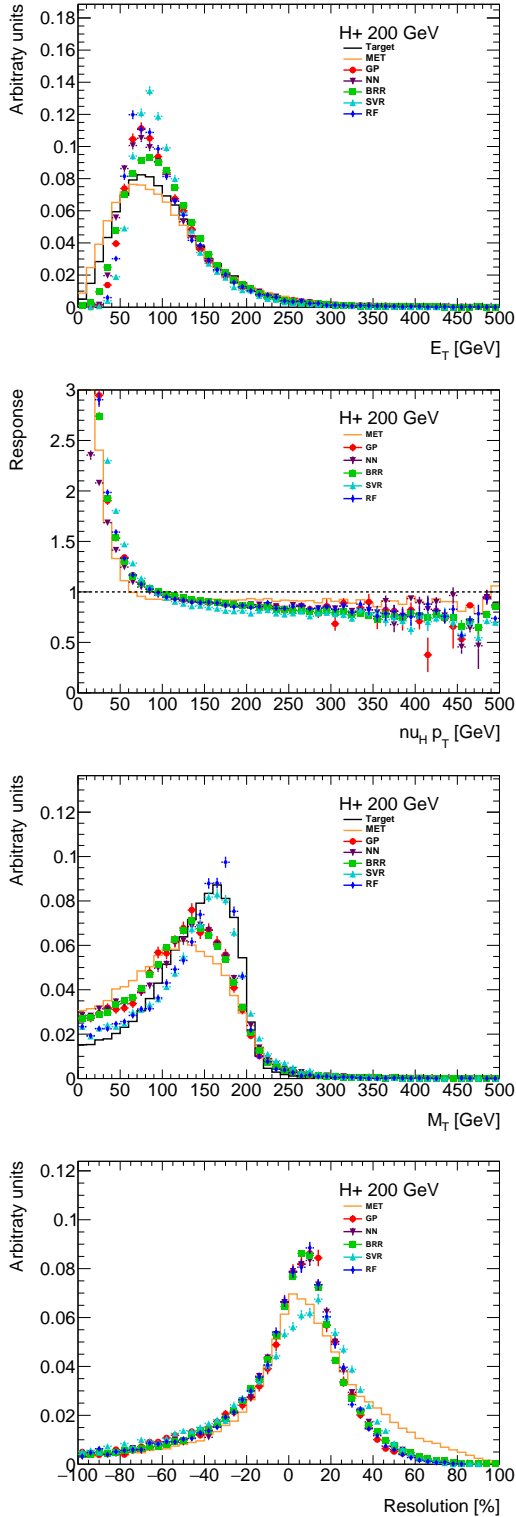 Arbitraty units
H+ 200 GeV
Target
MET
GP
NN
BRR
SVR
RF
0.14
0.12
0.1
0.08
0.06
0.04
0.02
0
0 50 100 150 200 250 300 350 400 450 500
E_T [GeV]
Response
H+ 200 GeV
MET
GP
NN
BRR
SVR
RF
3
2.5
2
1.5
1
0.5
0
0 50 100 150 200 250 300 350 400 450 500
nu_H p_T [GeV]
Arbitraty units
H+ 200 GeV
Target
MET
GP
NN
BRR
SVR
RF
0.12
0.1
0.08
0.06
0.04
0.02
0
0 50 100 150 200 250 300 350 400 450 500
M_T [GeV]
Arbitraty units
H+ 200 GeV
MET
GP
NN
BRR
SVR
RF
0.12
0.1
0.08
0.06
0.04
0.02
0
−100 −80 −60 −40 −20 0 20 40 60 80 100
Resolution [%]